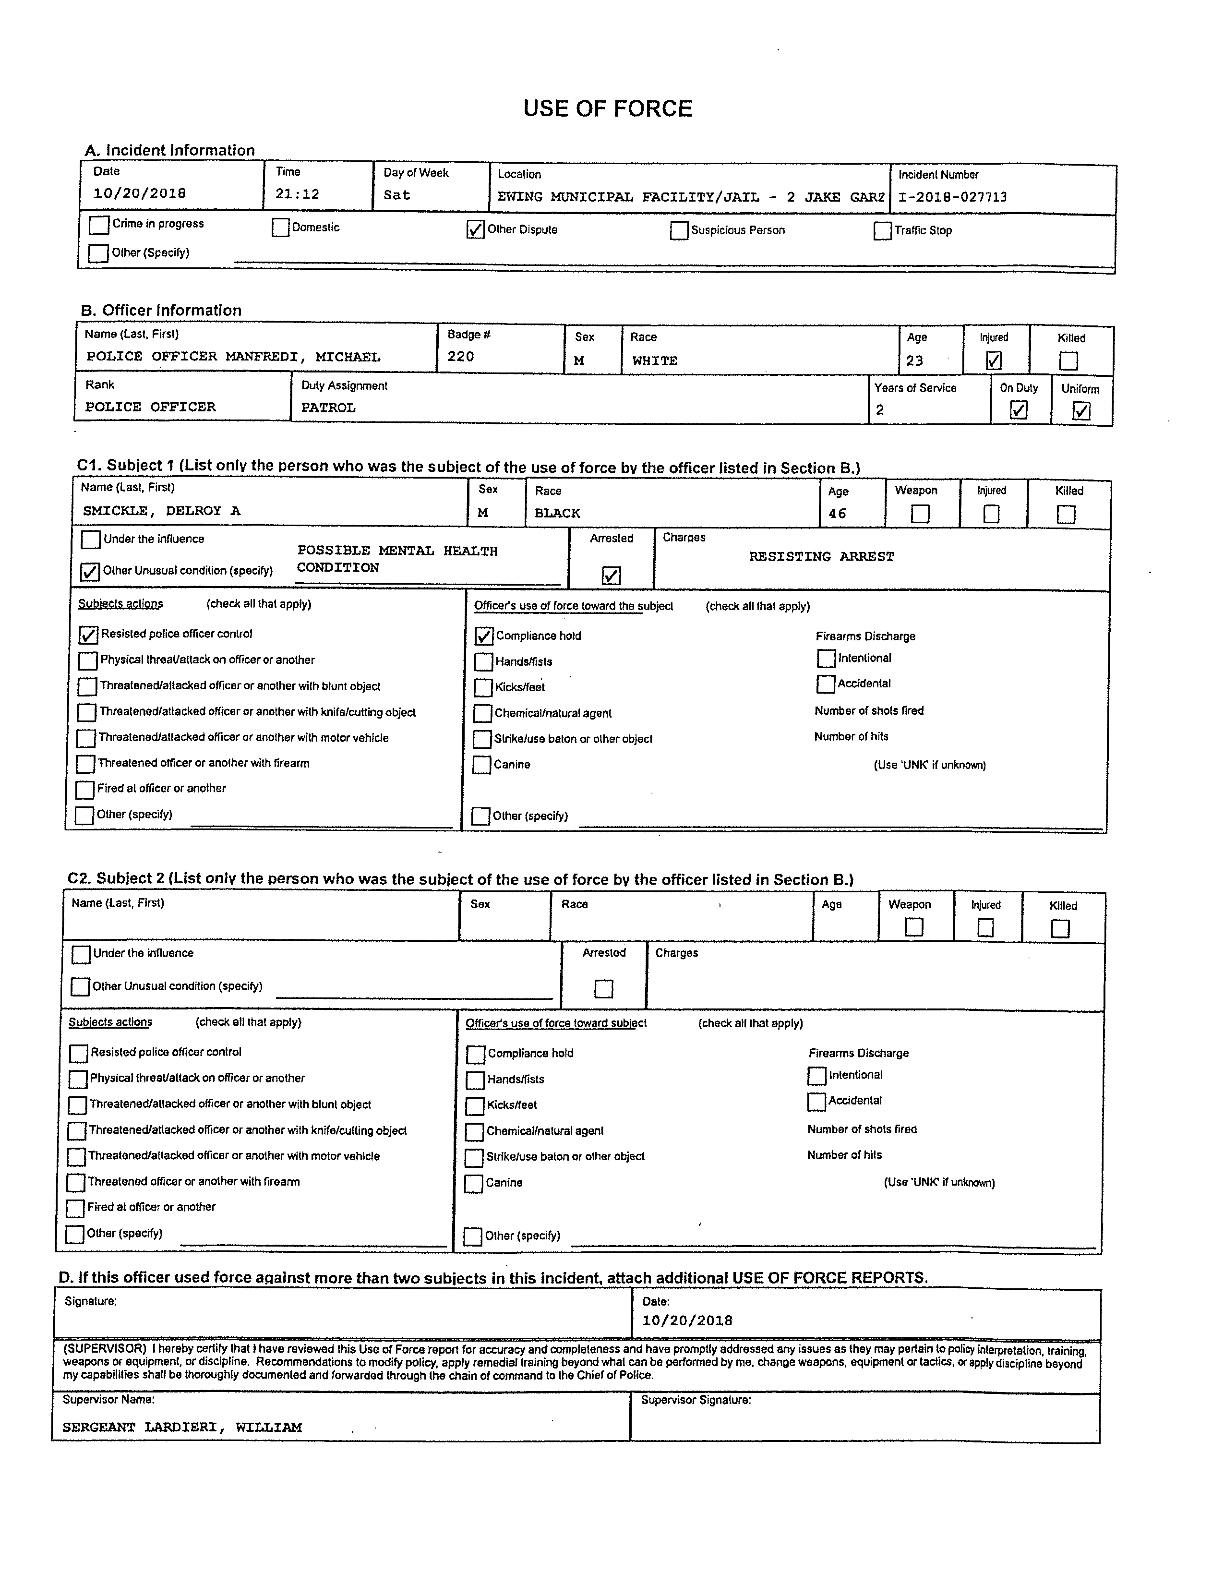 USE OF FORCE
A. Incident Information
Date Time Day of Week Location Incident Number
10/20/2018 21:12 Sat EWING MUNICIPAL FACILITY/JAIL - 2 JAKE GARZ I-2018-027713
Crime in progress Domestic Other Dispute Suspicious Person Traffic Stop
Other (Specify)
B. Officer Information
Name (Last, First) Badge # Sex Race Age Injured Killed
POLICE OFFICER MANFREDI, MICHAEL 220 M WHITE 23
Rank Duty Assignment Years of Service On Duty Uniform
POLICE OFFICER PATROL 2
C1. Subject 1 (List only the person who was the subject of the use of force by the officer listed in Section B.)
Name (Last, First) Sex Race Age Weapon Injured Killed
SMICKLE, DELROY A M BLACK 46
Under the influence Arrested Charges
POSSIBLE MENTAL HEALTH RESISTING ARREST
Other Unusual condition (specify) CONDITION
Subjects actions (check all that apply) Officer's use of force toward the subject (check all that apply)
Resisted police officer control Compliance hold Firearms Discharge
Physical threat/attack on officer or another Hands/fists Intentional
Threatened/attacked officer or another with blunt object Kicks/feet Accidental
Threatened/attacked officer or another with knife/cutting object Chemical/natural agent Number of shots fired
Threatened/attacked officer or another with motor vehicle Strike/use baton or other object Number of hits
Threatened officer or another with firearm Canine (Use 'UNK' if unknown)
Fired at officer or another
Other (specify) Other (specify)
C2. Subject 2 (List only the person who was the subject of the use of force by the officer listed in Section B.)
Name (Last, First) Sex Race Age Weapon Injured Killed
Under the influence Arrested Charges
Other Unusual condition (specify)
Subjects actions (check all that apply) Officer's use of force toward subject (check all that apply)
Resisted police officer control Compliance hold Firearms Discharge
Physical threat/attack on officer or another Hands/fists Intentional
Threatened/attacked officer or another with blunt object Kicks/feet Accidental
Threatened/attacked officer or another with knife/cutting object Chemical/natural agent Number of shots fired
Threatened/attacked officer or another with motor vehicle Strike/use baton or other object Number of hits
Threatened officer or another with firearm Canine (Use 'UNK' if unknown)
Fired at officer or another
Other (specify) Other (specify)
D. If this officer used force against more than two subjects in this incident, attach additional USE OF FORCE REPORTS.
Signature: Date:
10/20/2018
(SUPERVISOR) I hereby certify that I have reviewed this Use of Force report for accuracy and completeness and have promptly addressed any issues as they may pertain to policy interpretation, training,
weapons or equipment, or discipline. Recommendations to modify policy, apply remedial training beyond what can be performed by me, change weapons, equipment or tactics, or apply discipline beyond
my capabilities shall be thoroughly documented and forwarded through the chain of command to the Chief of Police.
Supervisor Name: Supervisor Signature:
SERGEANT LARDIERI, WILLIAM